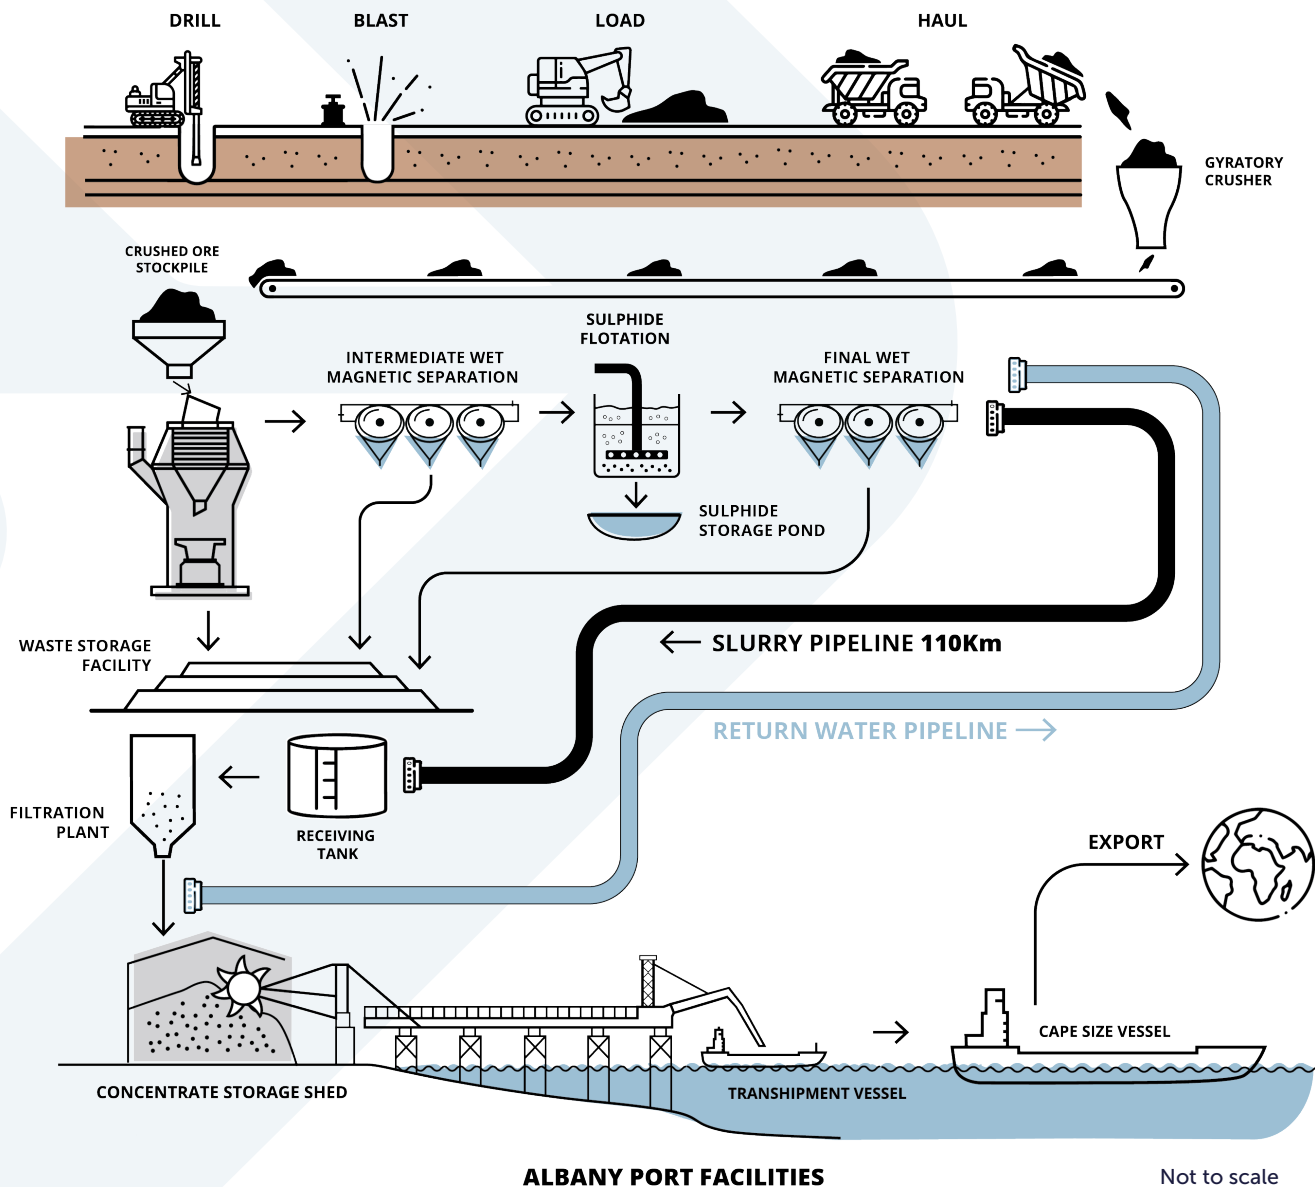 DRILL
BLAST
LOAD
HAUL
GYRATORY
CRUSHER
CRUSHED ORE
STOCKPILE
SULPHIDE
FLOTATION
INTERMEDIATE WET
MAGNETIC SEPARATION
FINAL WET
MAGNETIC SEPARATION
SULPHIDE
STORAGE POND
WASTE STORAGE
FACILITY
SLURRY PIPELINE 110Km
RETURN WATER PIPELINE
FILTRATION
PLANT
RECEIVING
TANK
EXPORT
CAPE SIZE VESSEL
CONCENTRATE STORAGE SHED
TRANSHIPMENT VESSEL
ALBANY PORT FACILITIES
Not to scale